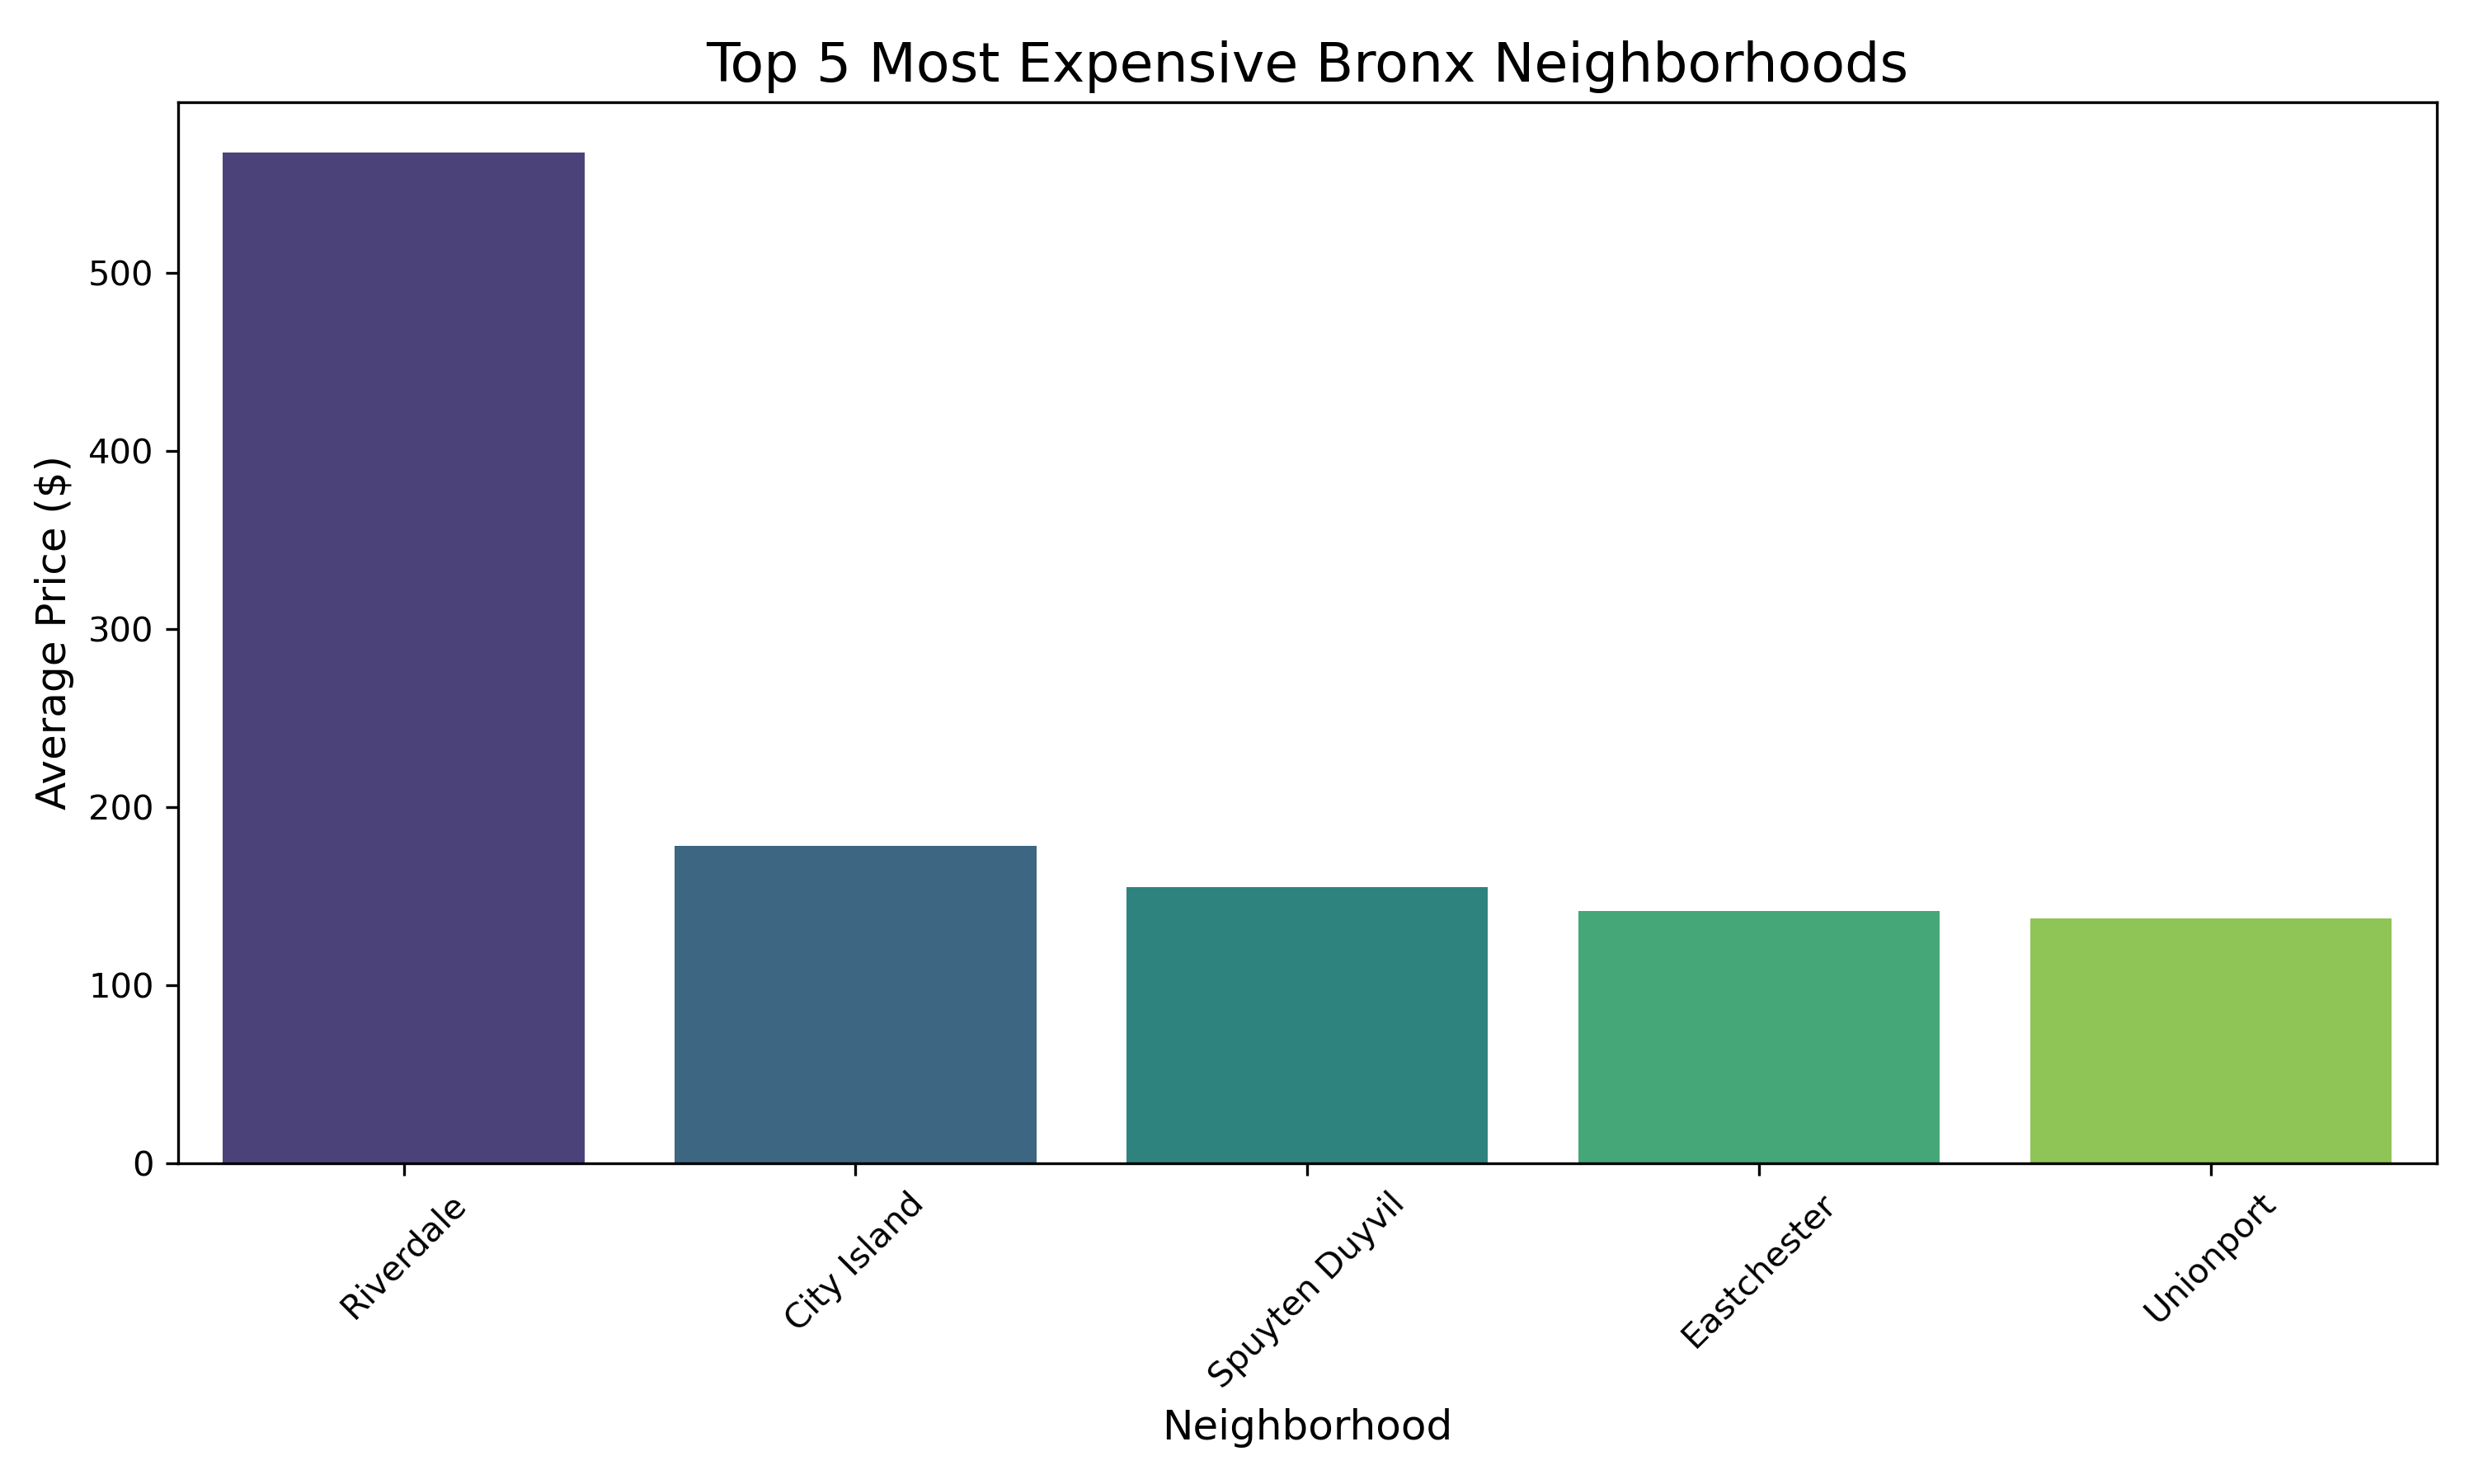 Top 5 Most Expensive Bronx Neighborhoods
Average Price ($)
500
400
300
200
100
0
Riverdale
City Island
Spuyten Duyvil
Eastchester
Unionport
Neighborhood